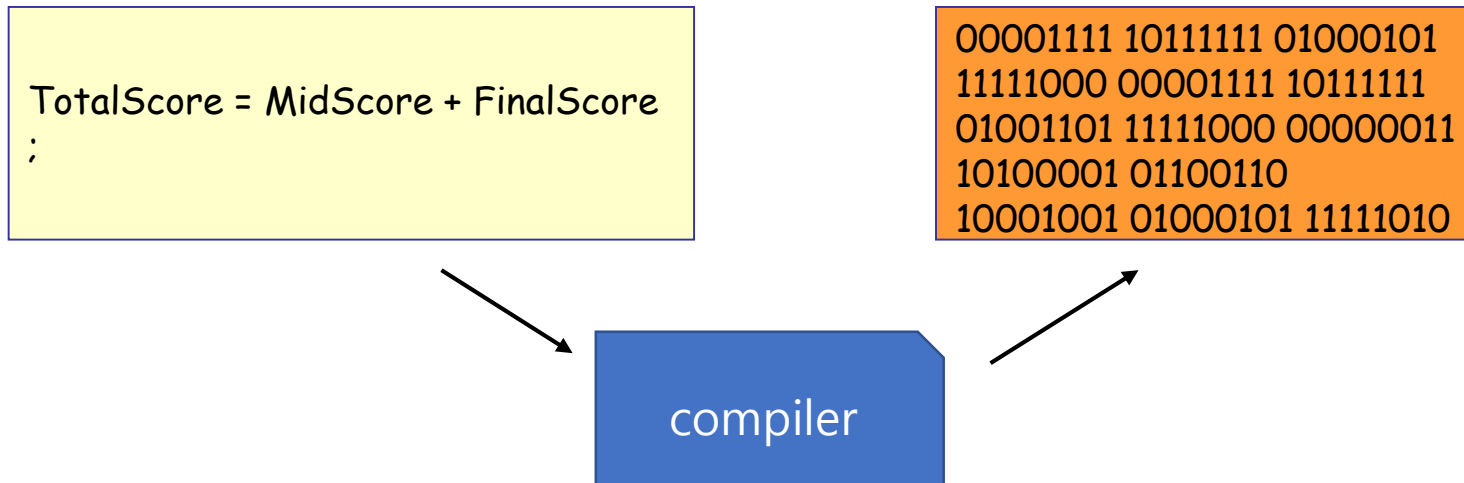 TotalScore = MidScore + FinalScore
;
00001111 10111111 01000101
11111000 00001111 10111111
01001101 11111000 00000011
10100001 01100110
10001001 01000101 11111010
compiler